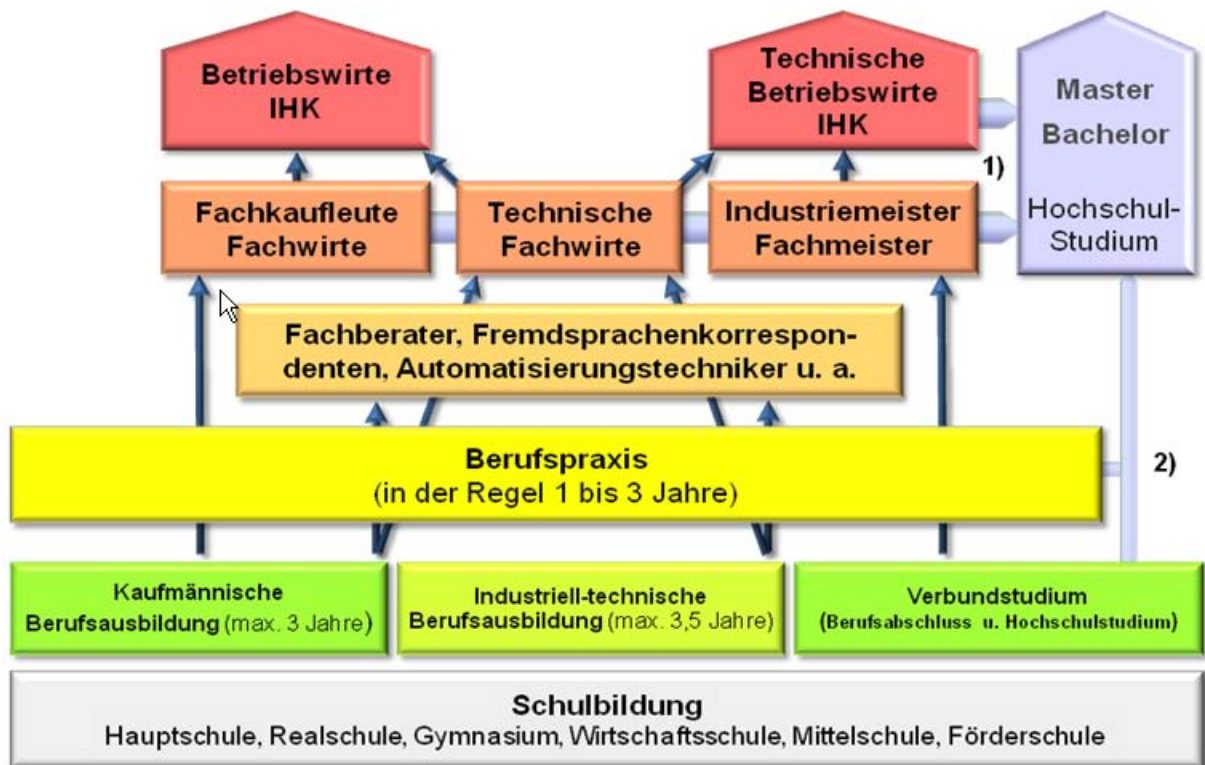 Betriebswirte
IHK
Technische
Betriebswirte
IHK
Master
Bachelor
Hochschul-
Studium
1)
Fachkaufleute
Fachwirte
Technische
Fachwirte
Industriemeister
Fachmeister
Fachberater, Fremdsprachenkorrespon-
denten, Automatisierungstechniker u. a.
Berufspraxis
(in der Regel 1 bis 3 Jahre)
2)
Kaufmännische
Berufsausbildung (max. 3 Jahre)
Industriell-technische
Berufsausbildung (max. 3,5 Jahre)
Verbundstudium
(Berufsabschluss u. Hochschulstudium)
Schulbildung
Hauptschule, Realschule, Gymnasium, Wirtschaftsschule, Mittelschule, Förderschule